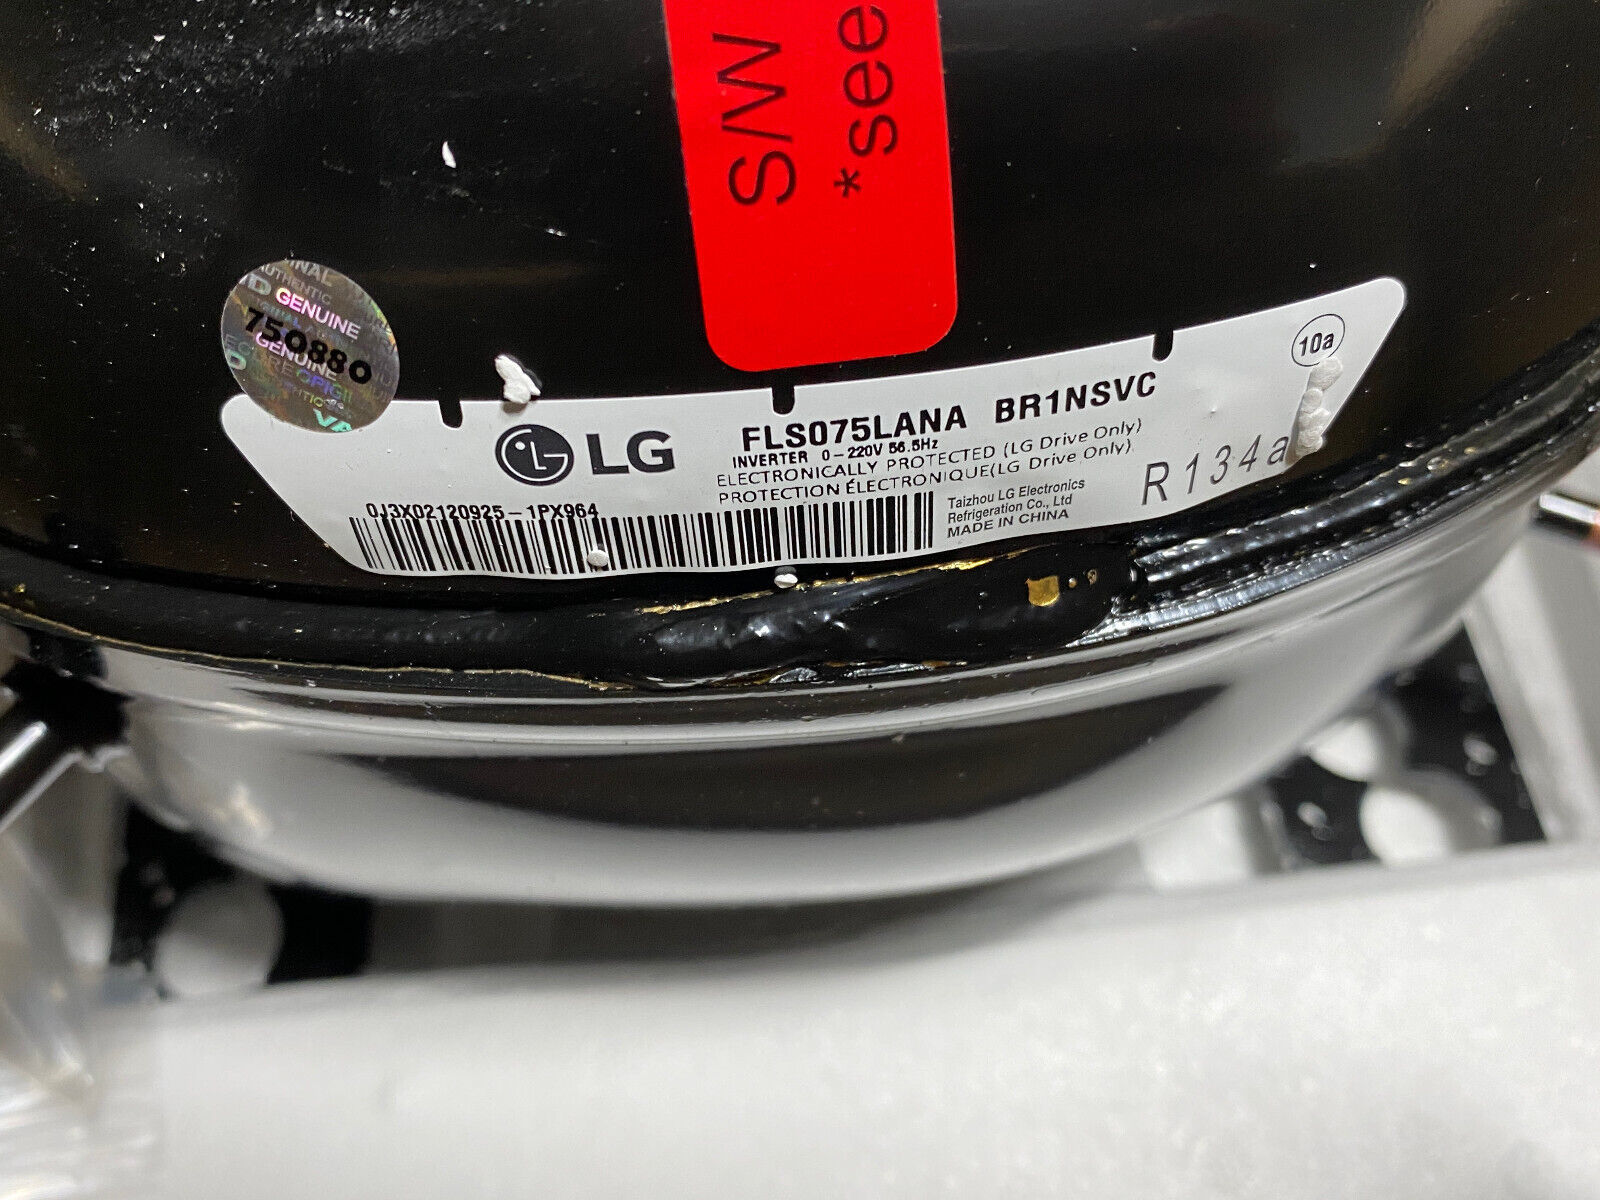 S/W
*see
GENUINE
750880
GENUINE
LG
FLS075LANA BR1NSVC
10a
INVERTER 0-220V 56.5Hz
ELECTRONICALLY PROTECTED (LG Drive Only)
PROTECTION ÉLECTRONIQUE(LG Drive Only)
R134a
0J3X02120925-1PX964
Taizhou LG Electronics
Refrigeration Co., Ltd
MADE IN CHINA